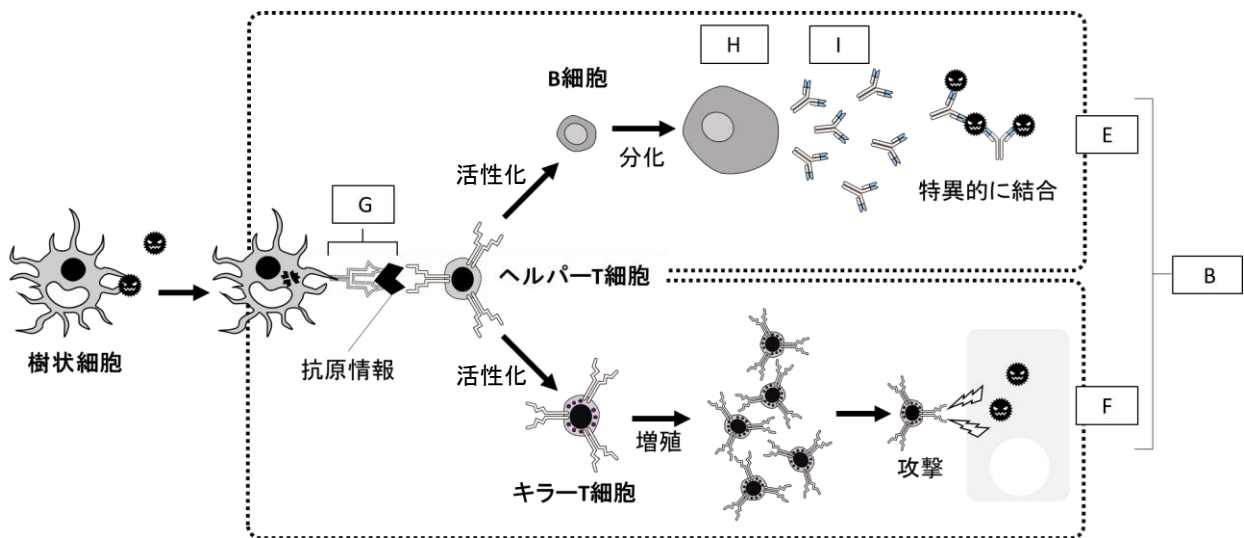 H
I
B細胞
E
分化
活性化
特異的に結合
G
ヘルパーT細胞
B
樹状細胞
抗原情報
活性化
F
増殖
攻撃
キラーT細胞